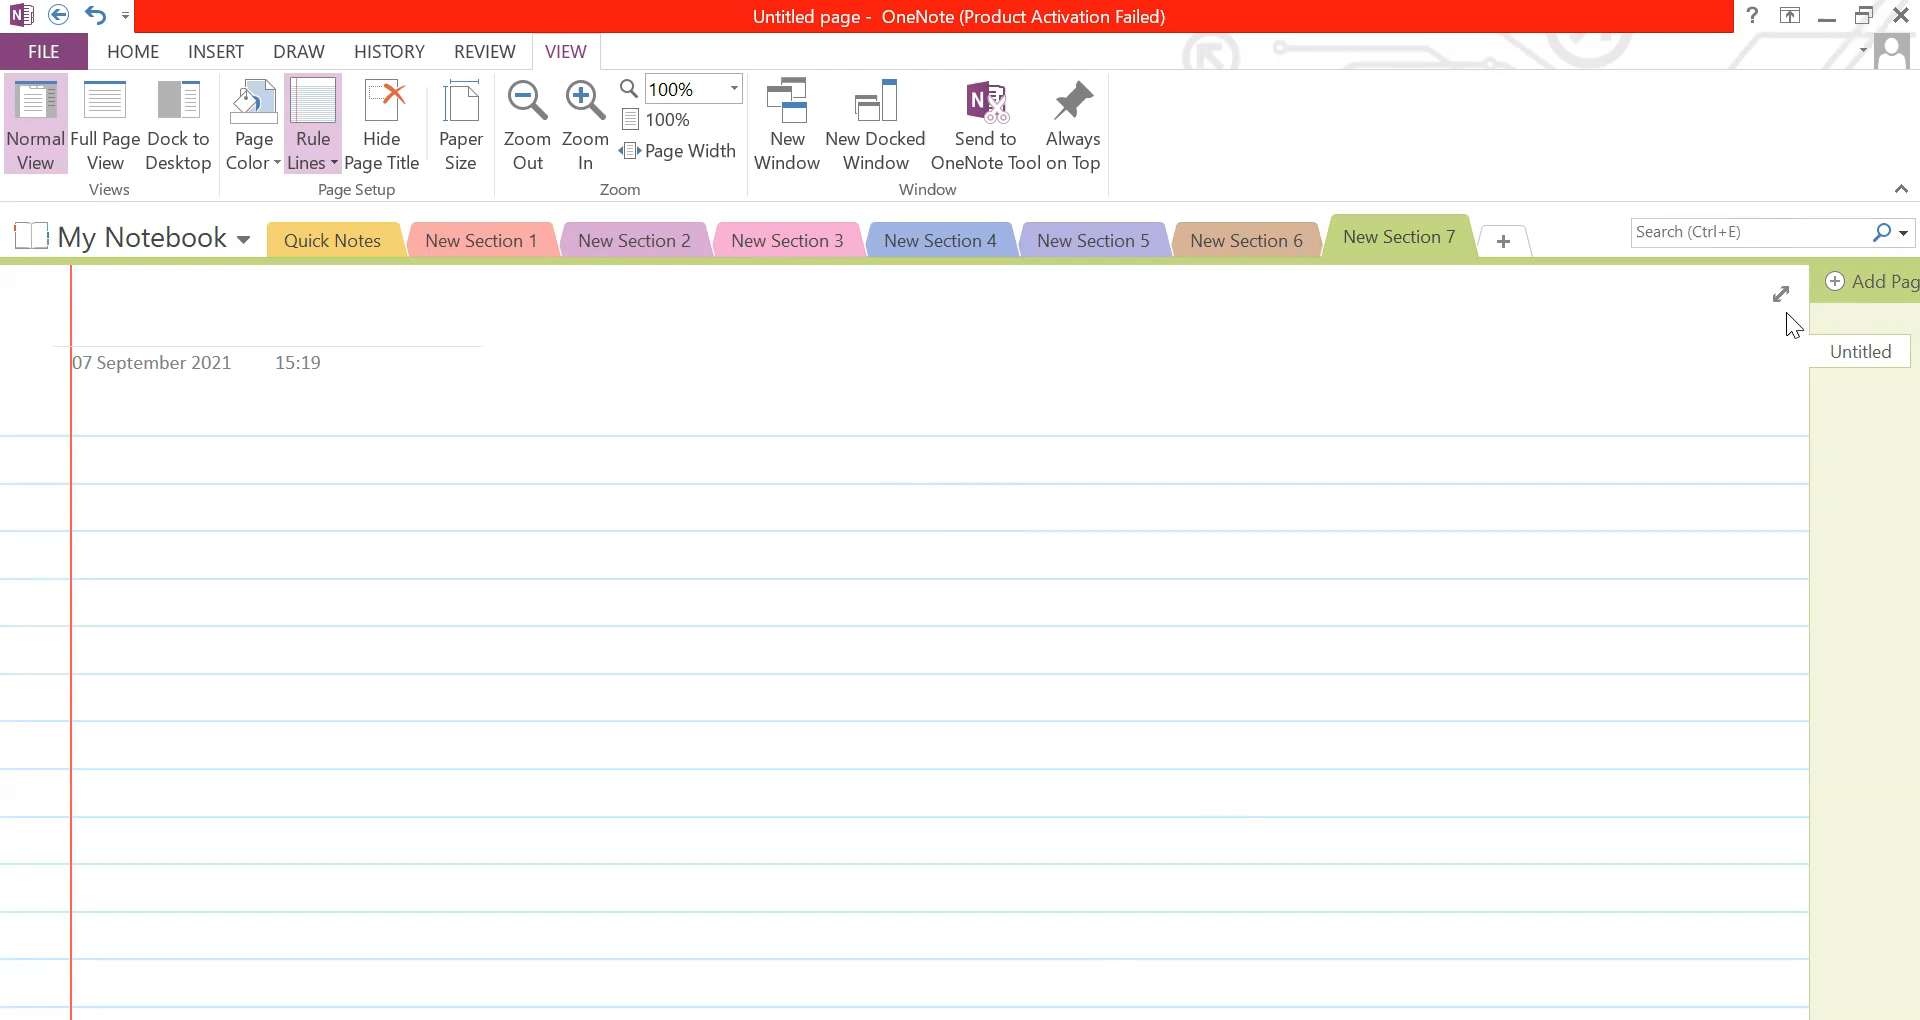 Untitled page - OneNote (Product Activation Failed)
FILE HOME INSERT DRAW HISTORY REVIEW VIEW
Normal View
Full Page View
Dock to Desktop
Views
Page Color
Rule Lines
Hide Page Title
Paper Size
Page Setup
Zoom Out
Zoom In
100%
100%
Page Width
Zoom
New Window
New Docked Window
Send to OneNote Tool
Always on Top
Window
My Notebook Quick Notes New Section 1 New Section 2 New Section 3 New Section 4 New Section 5 New Section 6 New Section 7 +
Search (Ctrl+E)
Add Pag
Untitled
07 September 2021 15:19